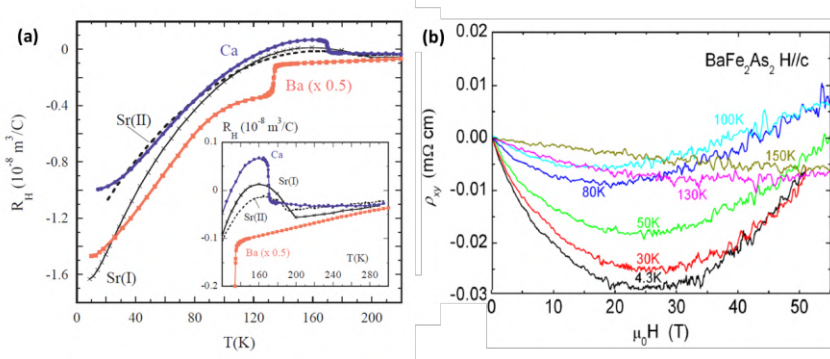 (a)
0
-0.4
-0.8
-1.2
-1.6
R_H (10⁻⁸ m³/C)
Ca
Ba (x 0.5)
Sr(II)
Sr(I)
0 40 80 120 160 200
T(K)
R_H (10⁻⁸ m³/C)
0.1
0
-0.1
-0.2
Ca
Sr(I)
Sr(II)
Ba (x 0.5)
160 200 240 280
T(K)
(b)
BaFe₂As₂ H//c
0.02
0.01
0.00
-0.01
-0.02
-0.03
ρxy (mΩ cm)
100K
150K
80K
130K
50K
30K
4.3K
0 10 20 30 40 50
μ₀H (T)